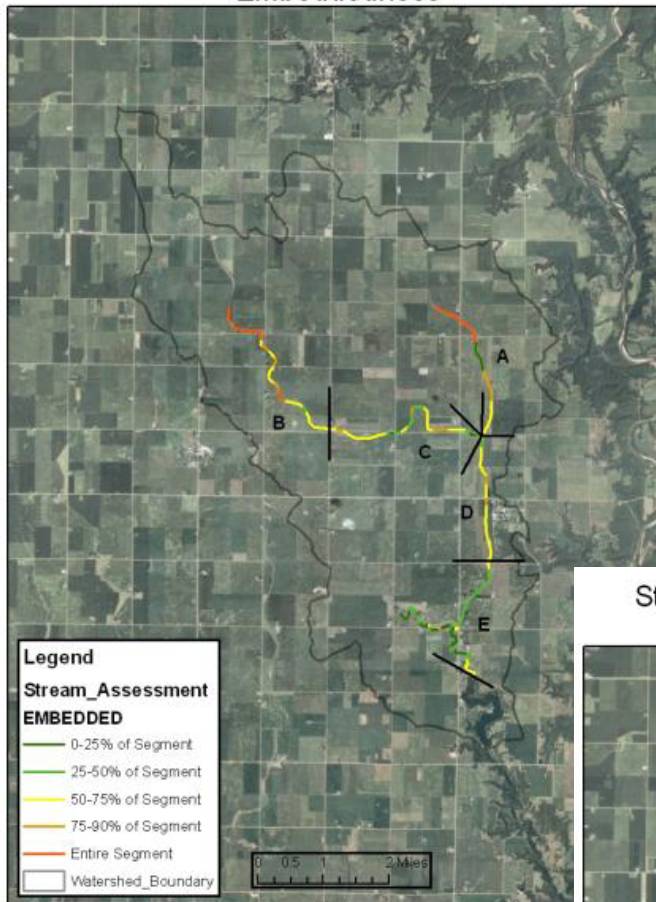 A
B
C
D
E
Legend
Stream_Assessment
EMBEDDED
0-25% of Segment
25-50% of Segment
50-75% of Segment
75-90% of Segment
Entire Segment
Watershed_Boundary
0 0.5 1 2 Miles
St